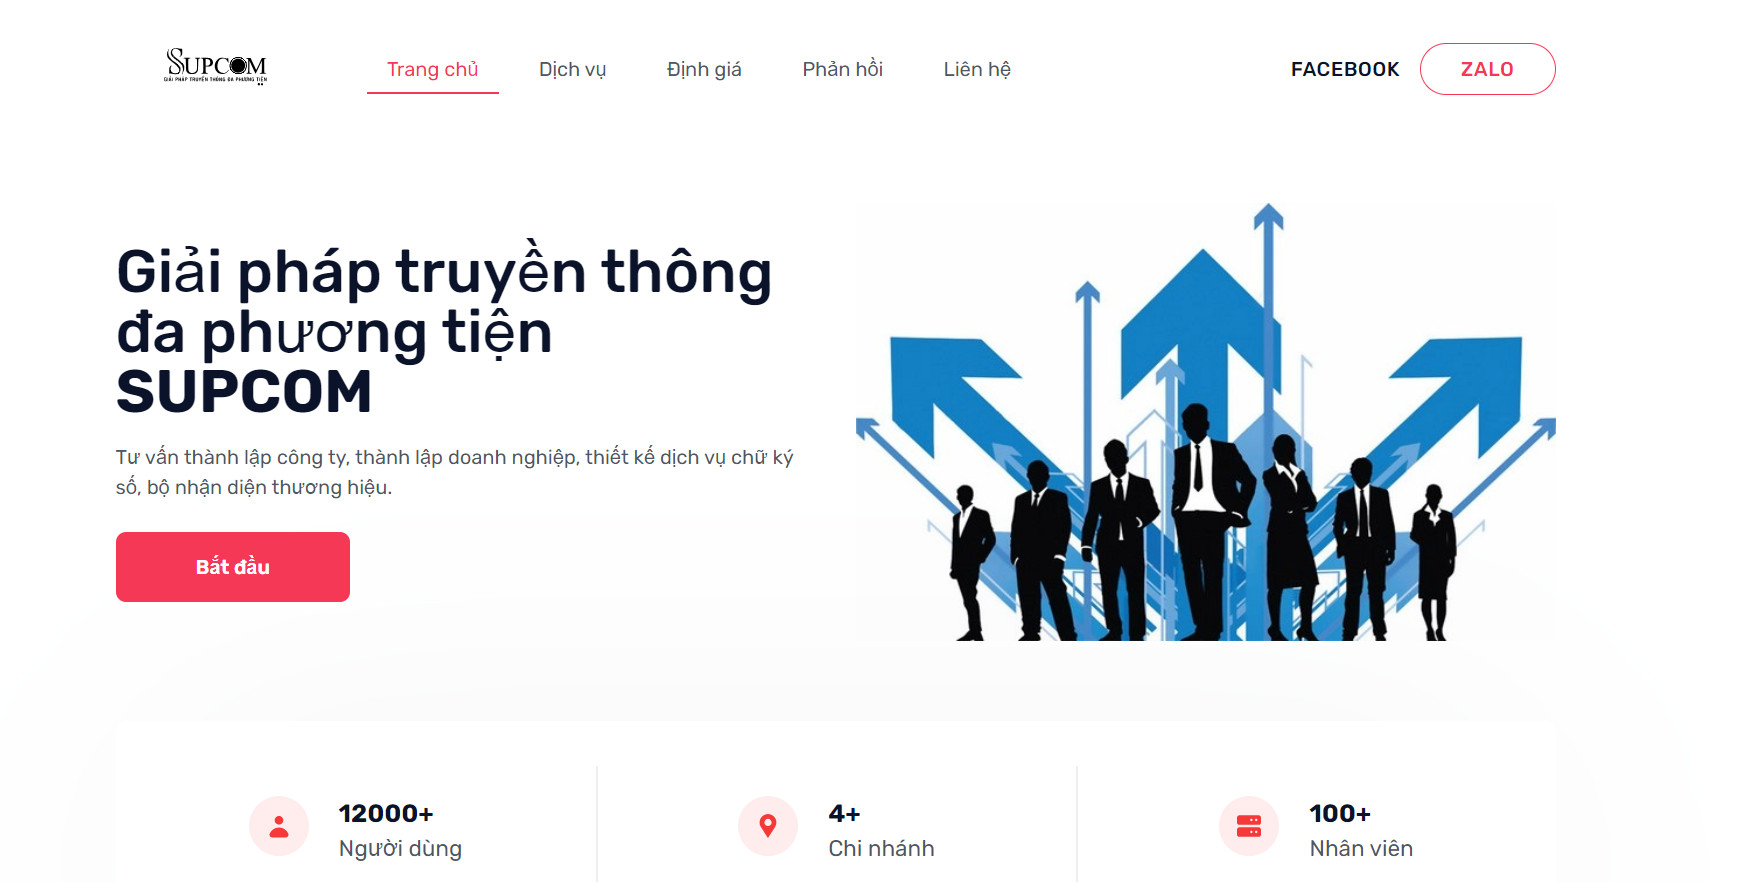 SUPCOM
GIẢI PHÁP TRUYỀN THÔNG ĐA PHƯƠNG TIỆN
Trang chủ
Dịch vụ
Định giá
Phản hồi
Liên hệ
FACEBOOK
ZALO
Giải pháp truyền thông
đa phương tiện
SUPCOM
Tư vấn thành lập công ty, thành lập doanh nghiệp, thiết kế dịch vụ chữ ký
số, bộ nhận diện thương hiệu.
Bắt đầu
12000+
Người dùng
4+
Chi nhánh
100+
Nhân viên